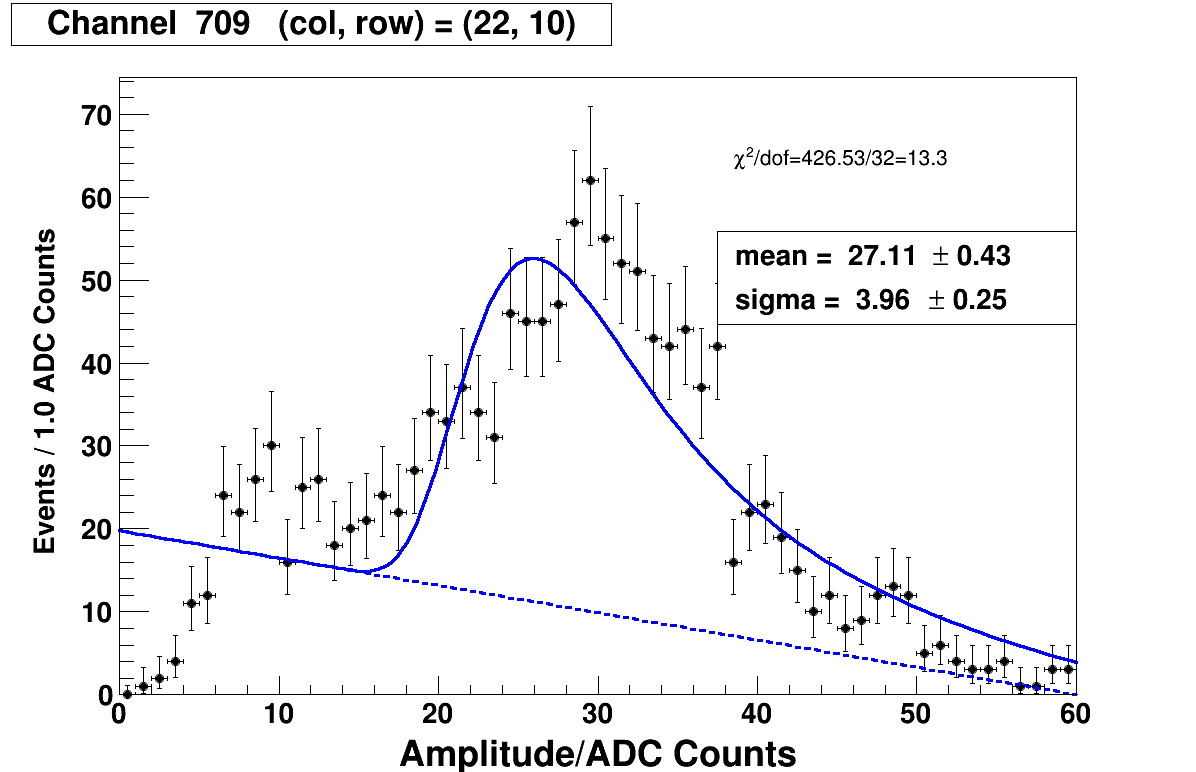 Channel 709 (col, row) = (22, 10)
χ²/dof=426.53/32=13.3
mean = 27.11 ± 0.43
sigma = 3.96 ± 0.25
Events / 1.0 ADC Counts
70
60
50
40
30
20
10
0
0 10 20 30 40 50 60
Amplitude/ADC Counts